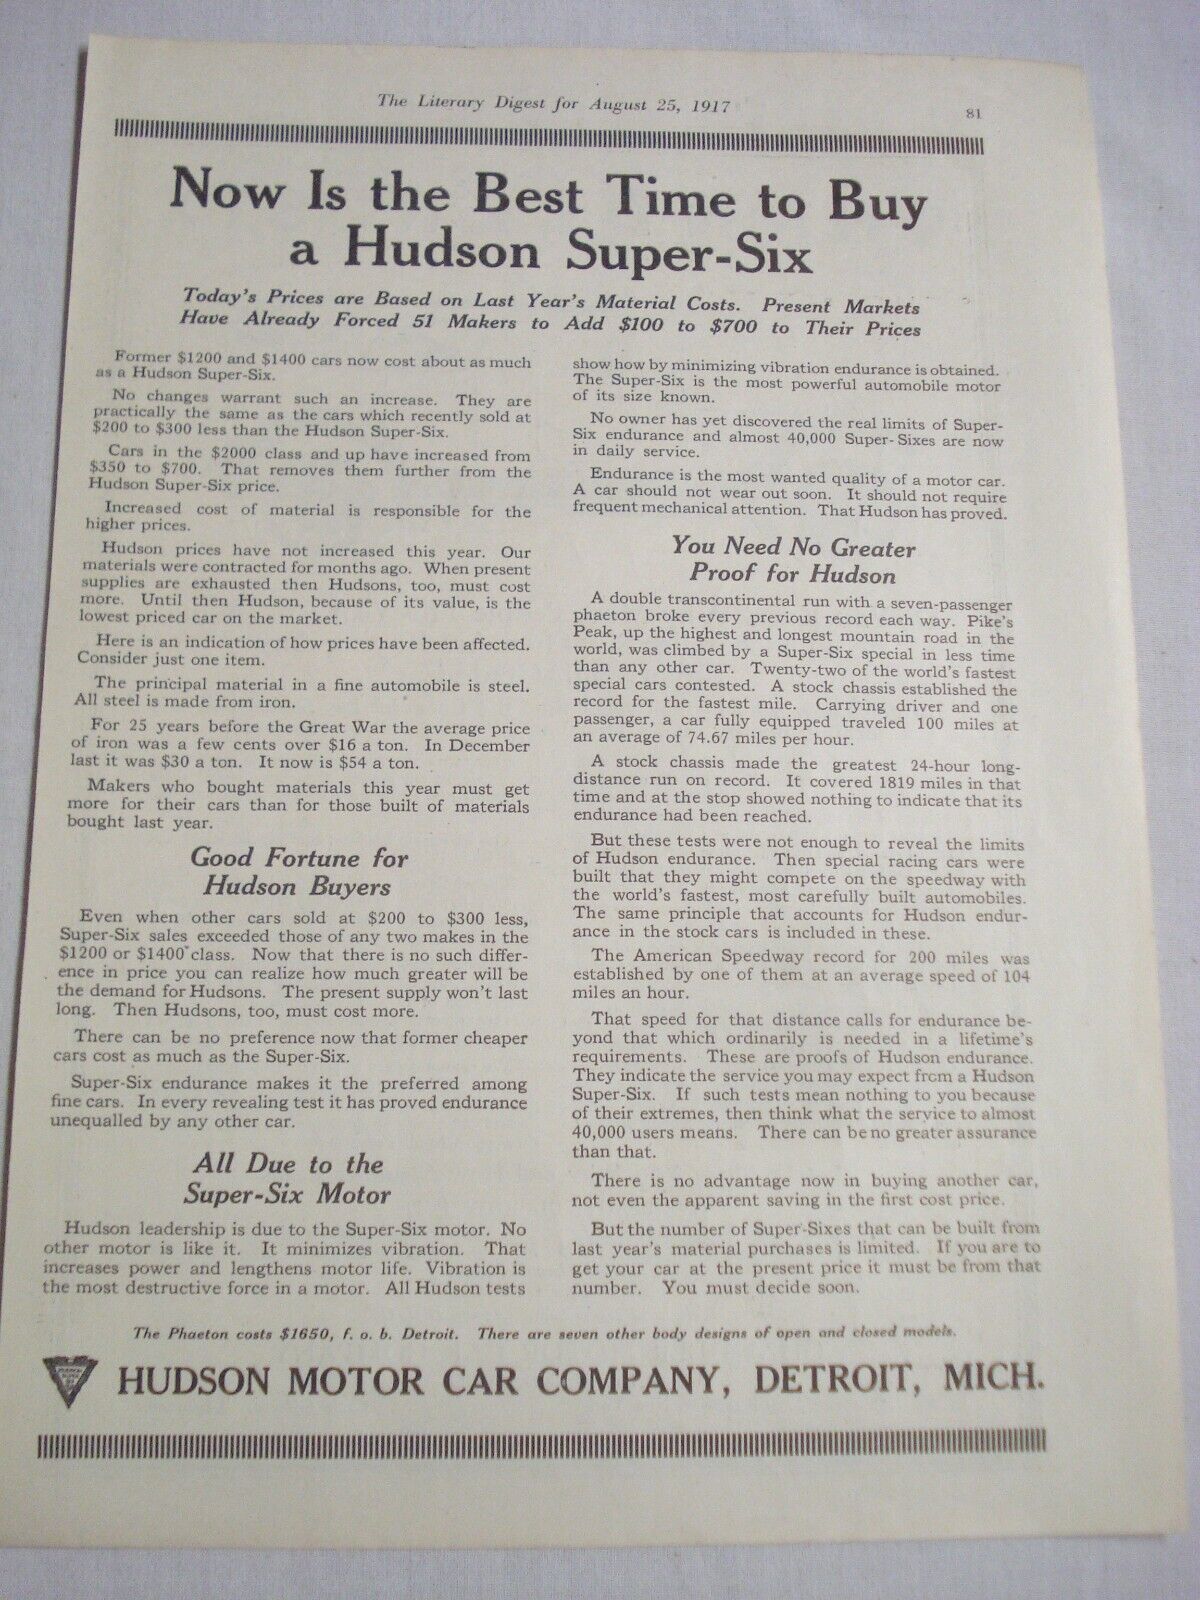 The Literary Digest for August 25, 1917
81
Now Is the Best Time to Buy
a Hudson Super-Six
Today's Prices are Based on Last Year's Material Costs. Present Markets
Have Already Forced 51 Makers to Add $100 to $700 to Their Prices
Former $1200 and $1400 cars now cost about as much
as a Hudson Super-Six.
No changes warrant such an increase. They are
practically the same as the cars which recently sold at
$200 to $300 less than the Hudson Super-Six.
Cars in the $2000 class and up have increased from
$350 to $700. That removes them further from the
Hudson Super-Six price.
Increased cost of material is responsible for the
higher prices.
Hudson prices have not increased this year. Our
materials were contracted for months ago. When present
supplies are exhausted then Hudsons, too, must cost
more. Until then Hudson, because of its value, is the
lowest priced car on the market.
Here is an indication of how prices have been affected.
Consider just one item.
The principal material in a fine automobile is steel.
All steel is made from iron.
For 25 years before the Great War the average price
of iron was a few cents over $16 a ton. In December
last it was $30 a ton. It now is $54 a ton.
Makers who bought materials this year must get
more for their cars than for those built of materials
bought last year.
Good Fortune for
Hudson Buyers
Even when other cars sold at $200 to $300 less,
Super-Six sales exceeded those of any two makes in the
$1200 or $1400 class. Now that there is no such differ-
ence in price you can realize how much greater will be
the demand for Hudsons. The present supply won't last
long. Then Hudsons, too, must cost more.
There can be no preference now that former cheaper
cars cost as much as the Super-Six.
Super-Six endurance makes it the preferred among
fine cars. In every revealing test it has proved endurance
unequalled by any other car.
All Due to the
Super-Six Motor
Hudson leadership is due to the Super-Six motor. No
other motor is like it. It minimizes vibration. That
increases power and lengthens motor life. Vibration is
the most destructive force in a motor. All Hudson tests
show how by minimizing vibration endurance is obtained.
The Super-Six is the most powerful automobile motor
of its size known.
No owner has yet discovered the real limits of Super-
Six endurance and almost 40,000 Super-Sixes are now
in daily service.
Endurance is the most wanted quality of a motor car.
A car should not wear out soon. It should not require
frequent mechanical attention. That Hudson has proved.
You Need No Greater
Proof for Hudson
A double transcontinental run with a seven-passenger
phaeton broke every previous record each way. Pike's
Peak, up the highest and longest mountain road in the
world, was climbed by a Super-Six special in less time
than any other car. Twenty-two of the world's fastest
special cars contested. A stock chassis established the
record for the fastest mile. Carrying driver and one
passenger, a car fully equipped traveled 100 miles at
an average of 74.67 miles per hour.
A stock chassis made the greatest 24-hour long-
distance run on record. It covered 1819 miles in that
time and at the stop showed nothing to indicate that its
endurance had been reached.
But these tests were not enough to reveal the limits
of Hudson endurance. Then special racing cars were
built that they might compete on the speedway with
the world's fastest, most carefully built automobiles.
The same principle that accounts for Hudson endur-
ance in the stock cars is included in these.
The American Speedway record for 200 miles was
established by one of them at an average speed of 104
miles an hour.
That speed for that distance calls for endurance be-
yond that which ordinarily is needed in a lifetime's
requirements. These are proofs of Hudson endurance.
They indicate the service you may expect from a Hudson
Super-Six. If such tests mean nothing to you because
of their extremes, then think what the service to almost
40,000 users means. There can be no greater assurance
than that.
There is no advantage now in buying another car,
not even the apparent saving in the first cost price.
But the number of Super-Sixes that can be built from
last year's material purchases is limited. If you are to
get your car at the present price it must be from that
number. You must decide soon.
The Phaeton costs $1650, f. o. b. Detroit. There are seven other body designs of open and closed models.
HUDSON MOTOR CAR COMPANY, DETROIT, MICH.